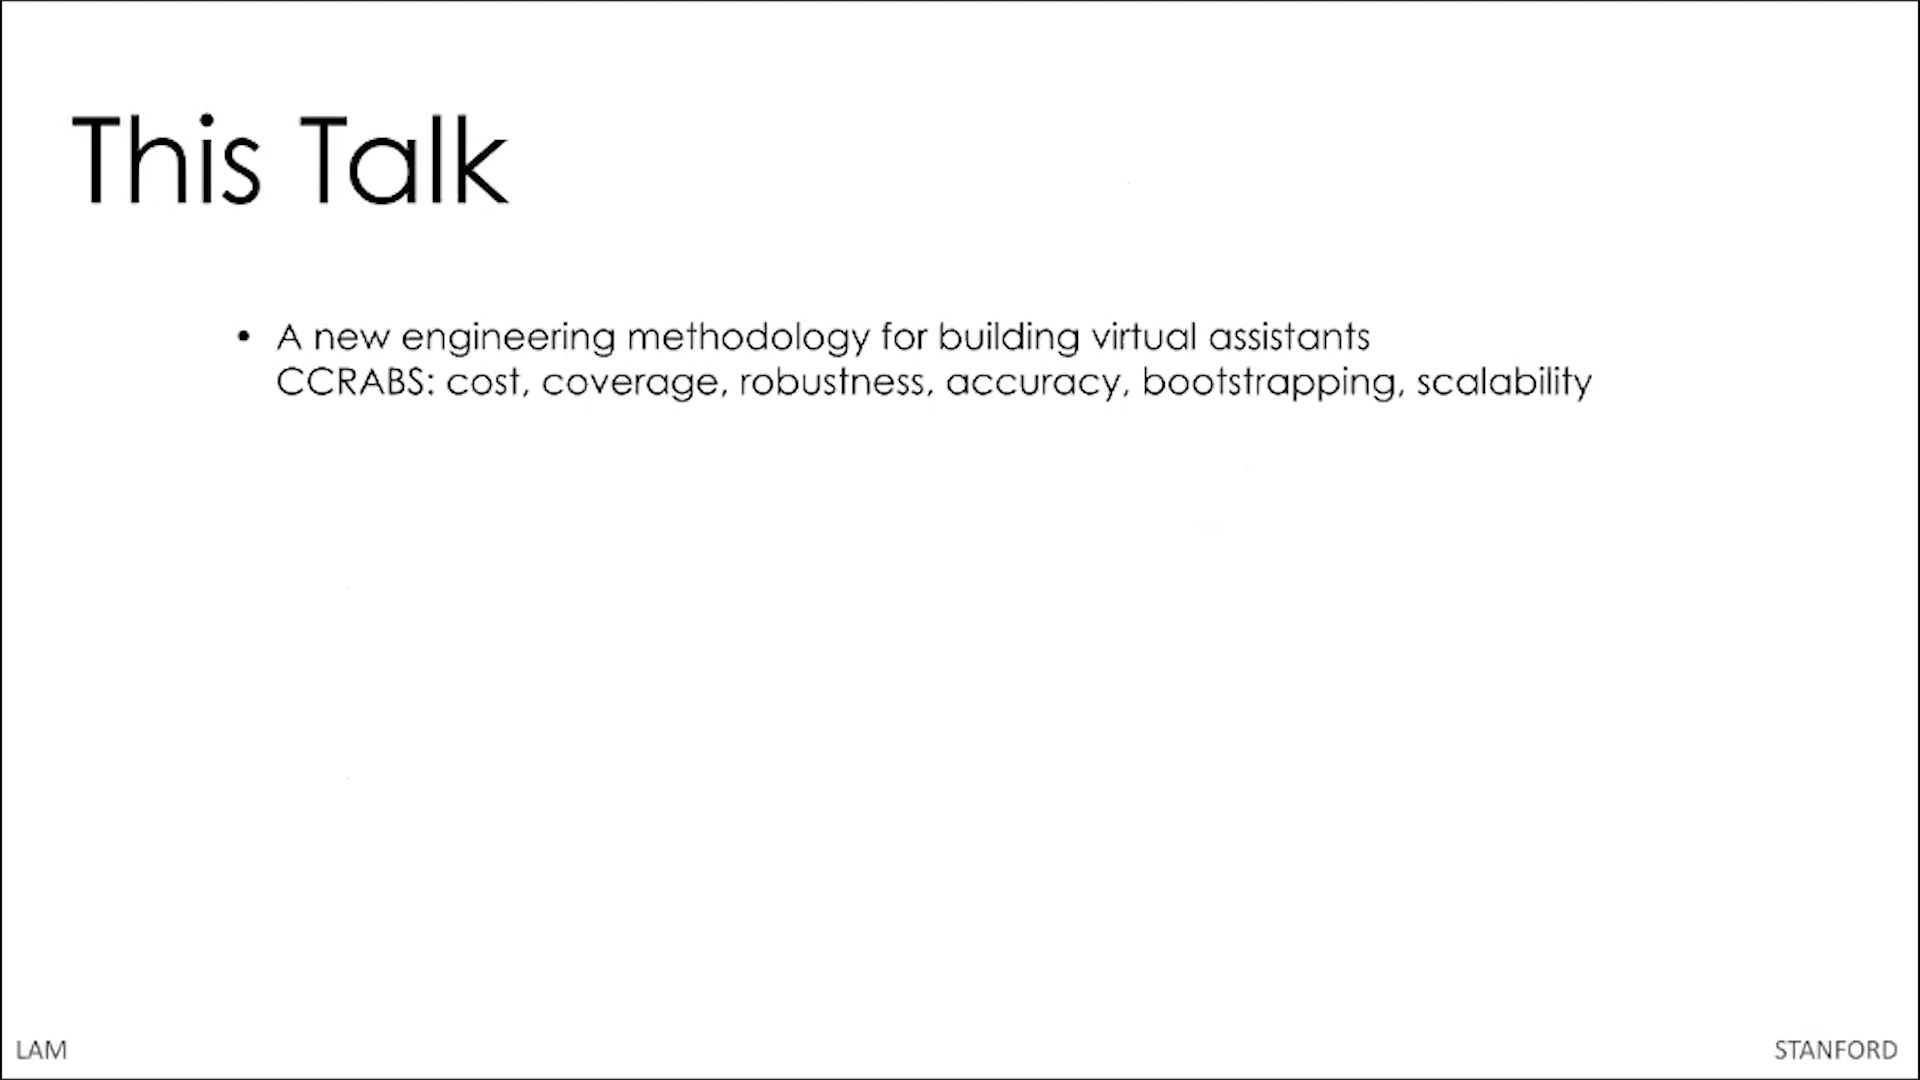 This Talk
• A new engineering methodology for building virtual assistants
CCRABS: cost, coverage, robustness, accuracy, bootstrapping, scalability
LAM
STANFORD